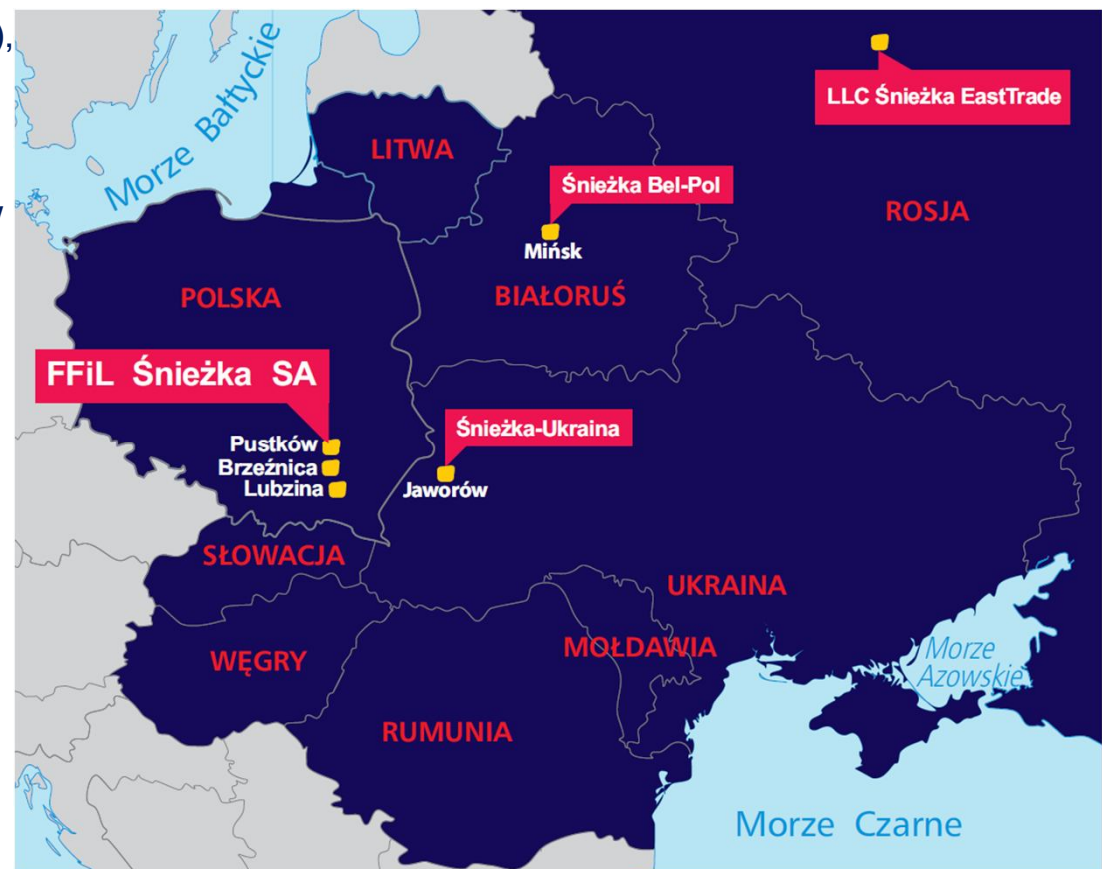 ),
y
Morze Bałtyckie
LLC Śnieżka EastTrade
LITWA
Śnieżka Bel-Pol
ROSJA
Mińsk
POLSKA
BIAŁORUŚ
FFiL Śnieżka SA
Śnieżka-Ukraina
Pustków
Brzeźnica
Lubzina
Jaworów
SŁOWACJA
UKRAINA
WĘGRY
MOŁDAWIA
Morze
Azowskie
RUMUNIA
Morze Czarne